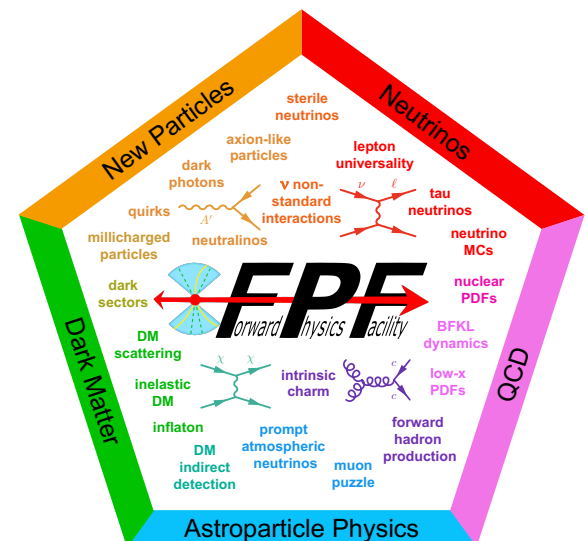 New Particles
Neutrinos
sterile
neutrinos
axion-like
particles
lepton
universality
dark
photons
ν non-
standard
interactions
ν
ℓ
tau
neutrinos
quirks
A′
neutralinos
millicharged
particles
neutrino
MCs
dark
sectors
FPF
Forward Physics Facility
nuclear
PDFs
DM
scattering
BFKL
dynamics
χ
χ
inelastic
DM
intrinsic
charm
c
c
low-x
PDFs
inflaton
DM
indirect
detection
prompt
atmospheric
neutrinos
muon
puzzle
forward
hadron
production
Dark Matter
QCD
Astroparticle Physics